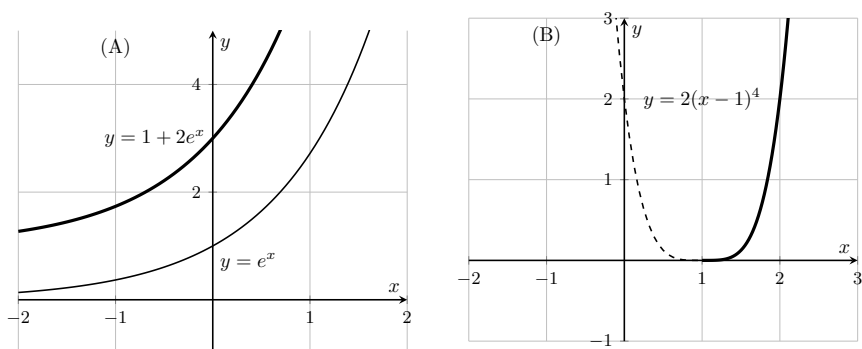 (A)
y
4
y = 1 + 2e^x
2
y = e^x
x
−2 −1 1 2
(B)
3
y
2
y = 2(x − 1)^4
1
x
−2 −1 1 2 3
−1